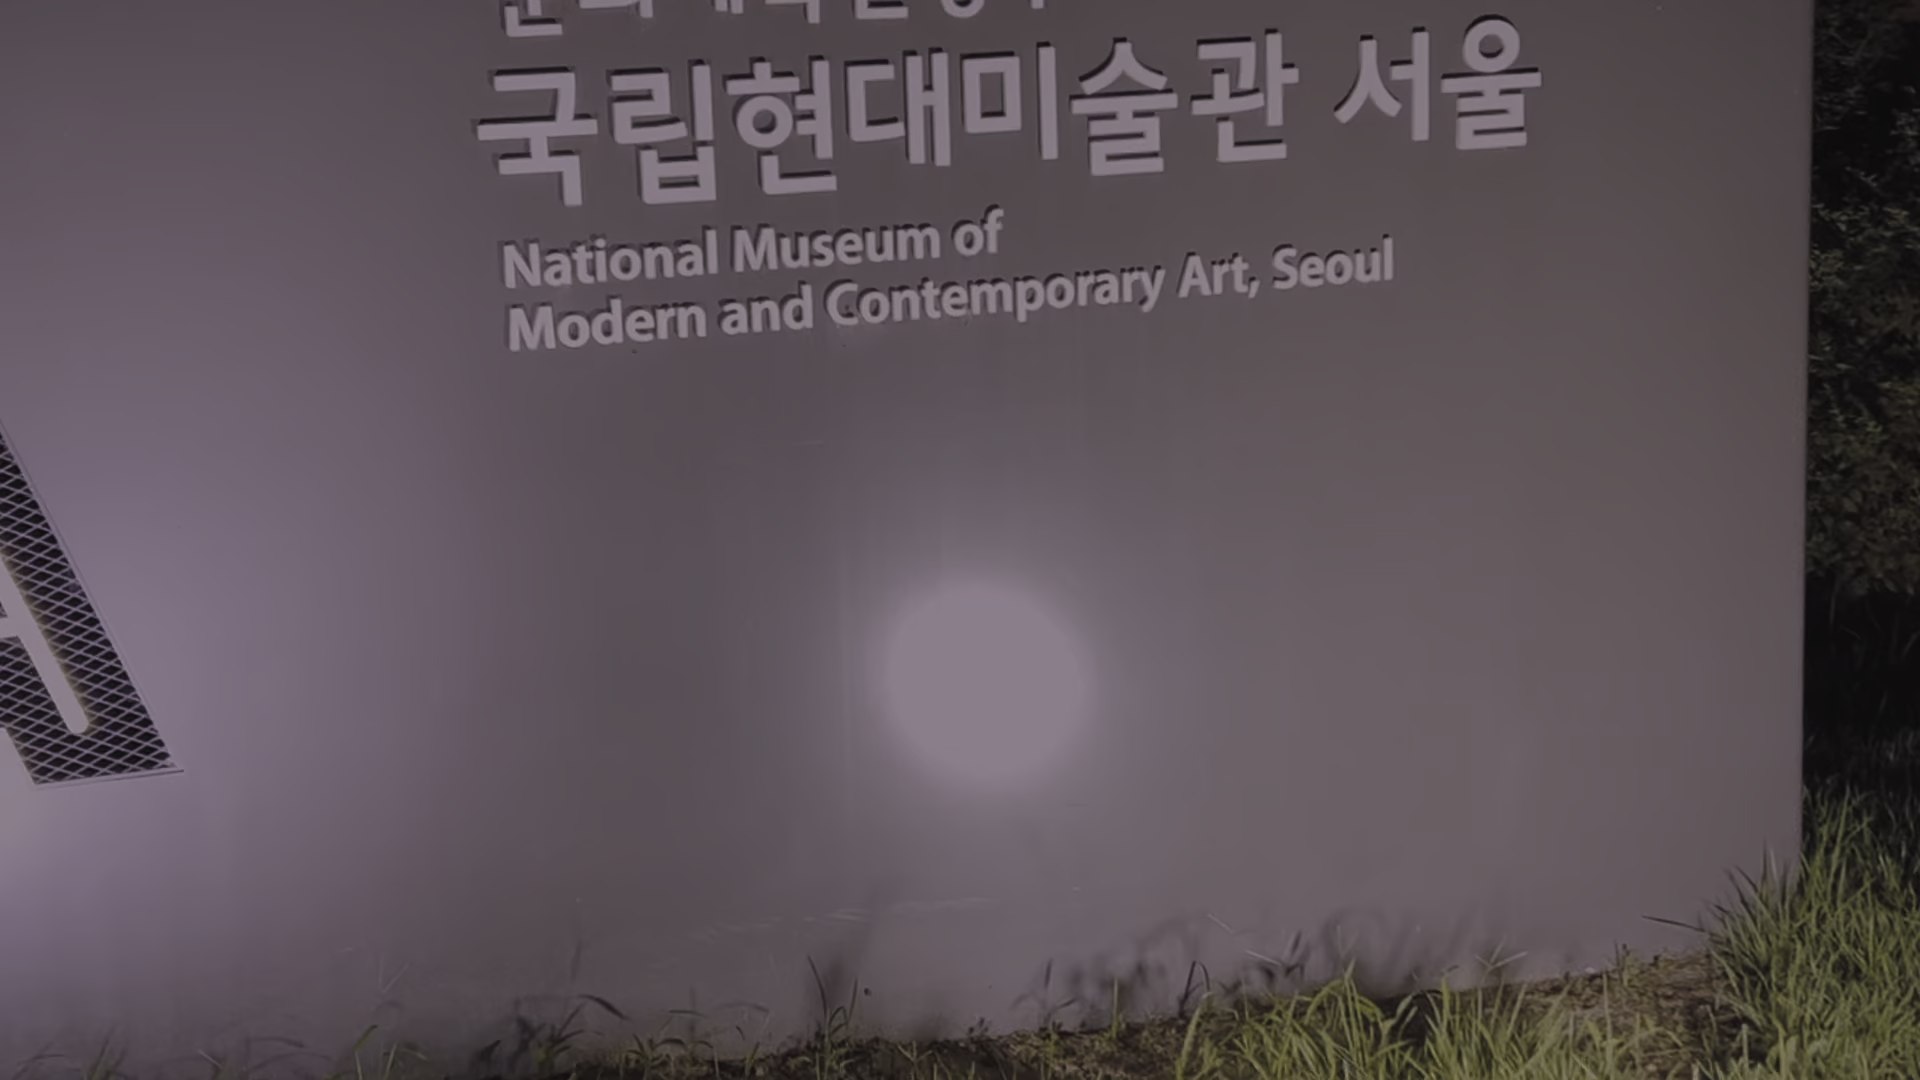 국립현대미술관 서울
National Museum of
Modern and Contemporary Art, Seoul